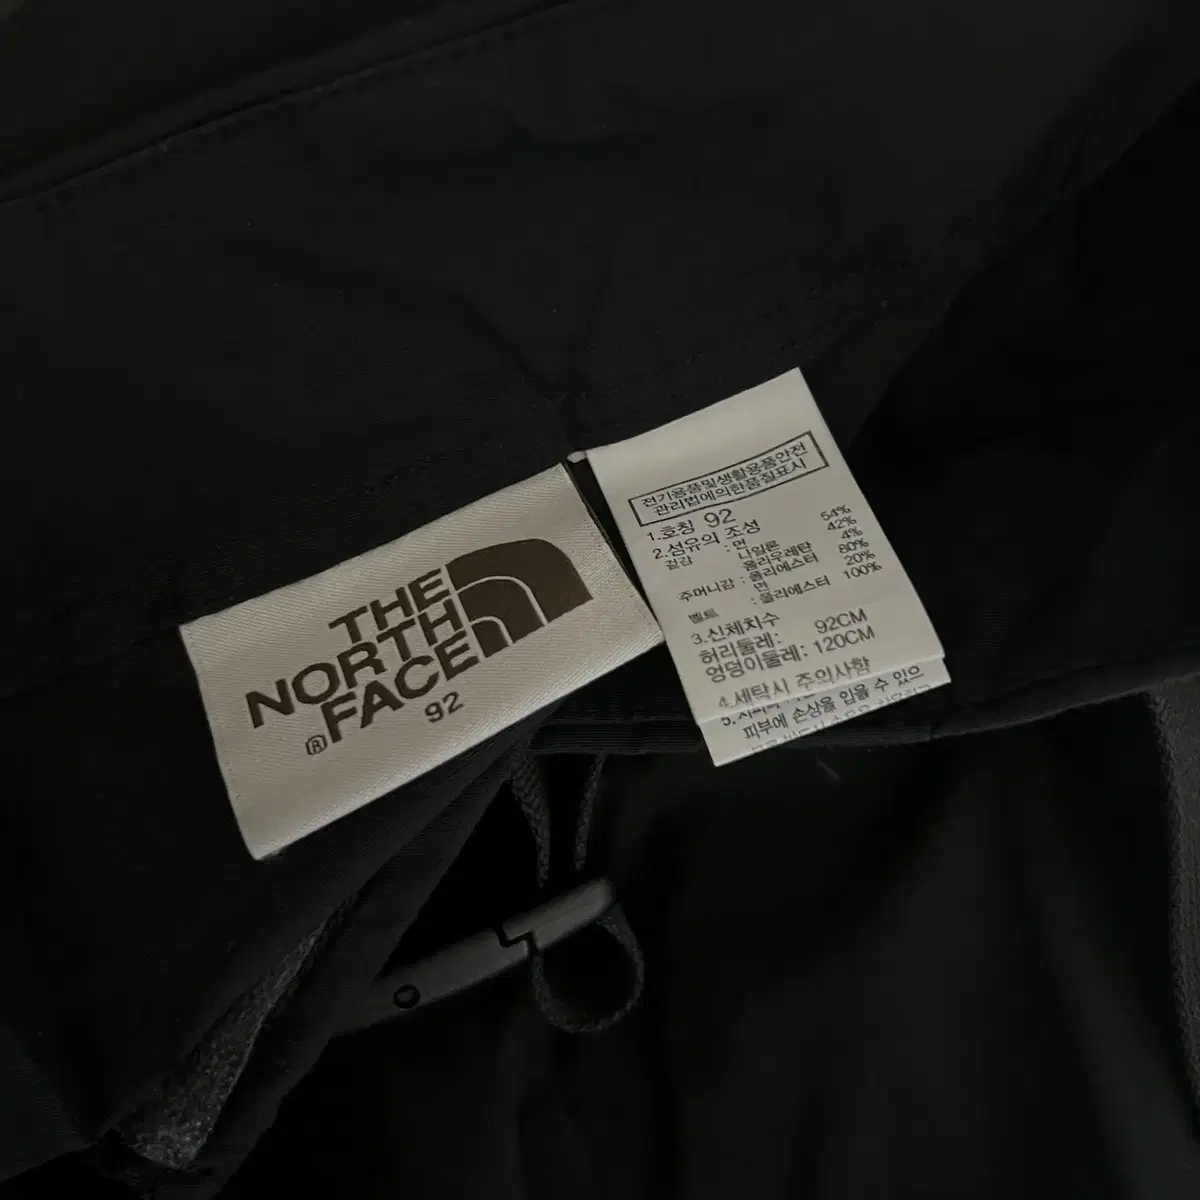 THE
NORTH
FACE
®
92
전기용품및생활용품안전
관리법에의한품질표시
1.호칭 92
2.섬유의 조성
겉감 : 면 54%
나일론 42%
폴리우레탄 4%
주머니감 : 폴리에스터 80%
면 20%
벨트 : 폴리에스터 100%
3.신체치수
허리둘레: 92CM
엉덩이둘레: 120CM
4.세탁시 주의사항
입을 수 있으
피부에 손상을